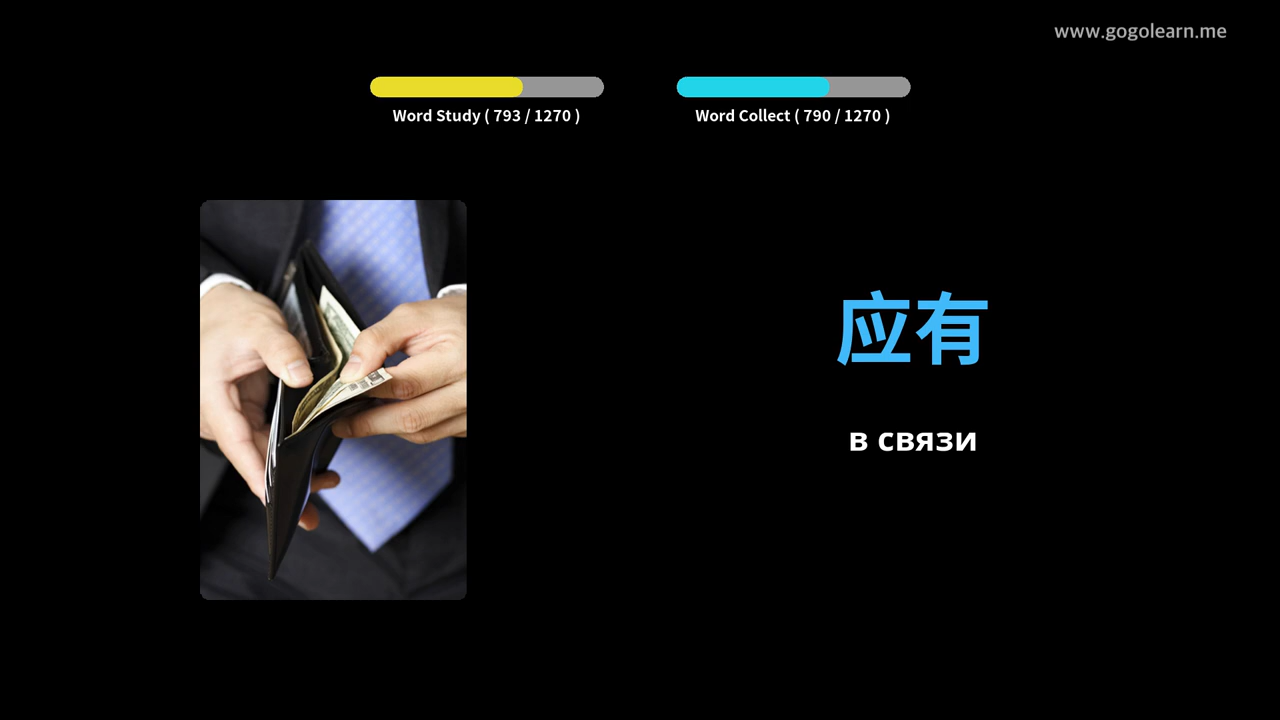 www.gogolearn.me
Word Study ( 793 / 1270 )
Word Collect ( 790 / 1270 )
应有
в связи